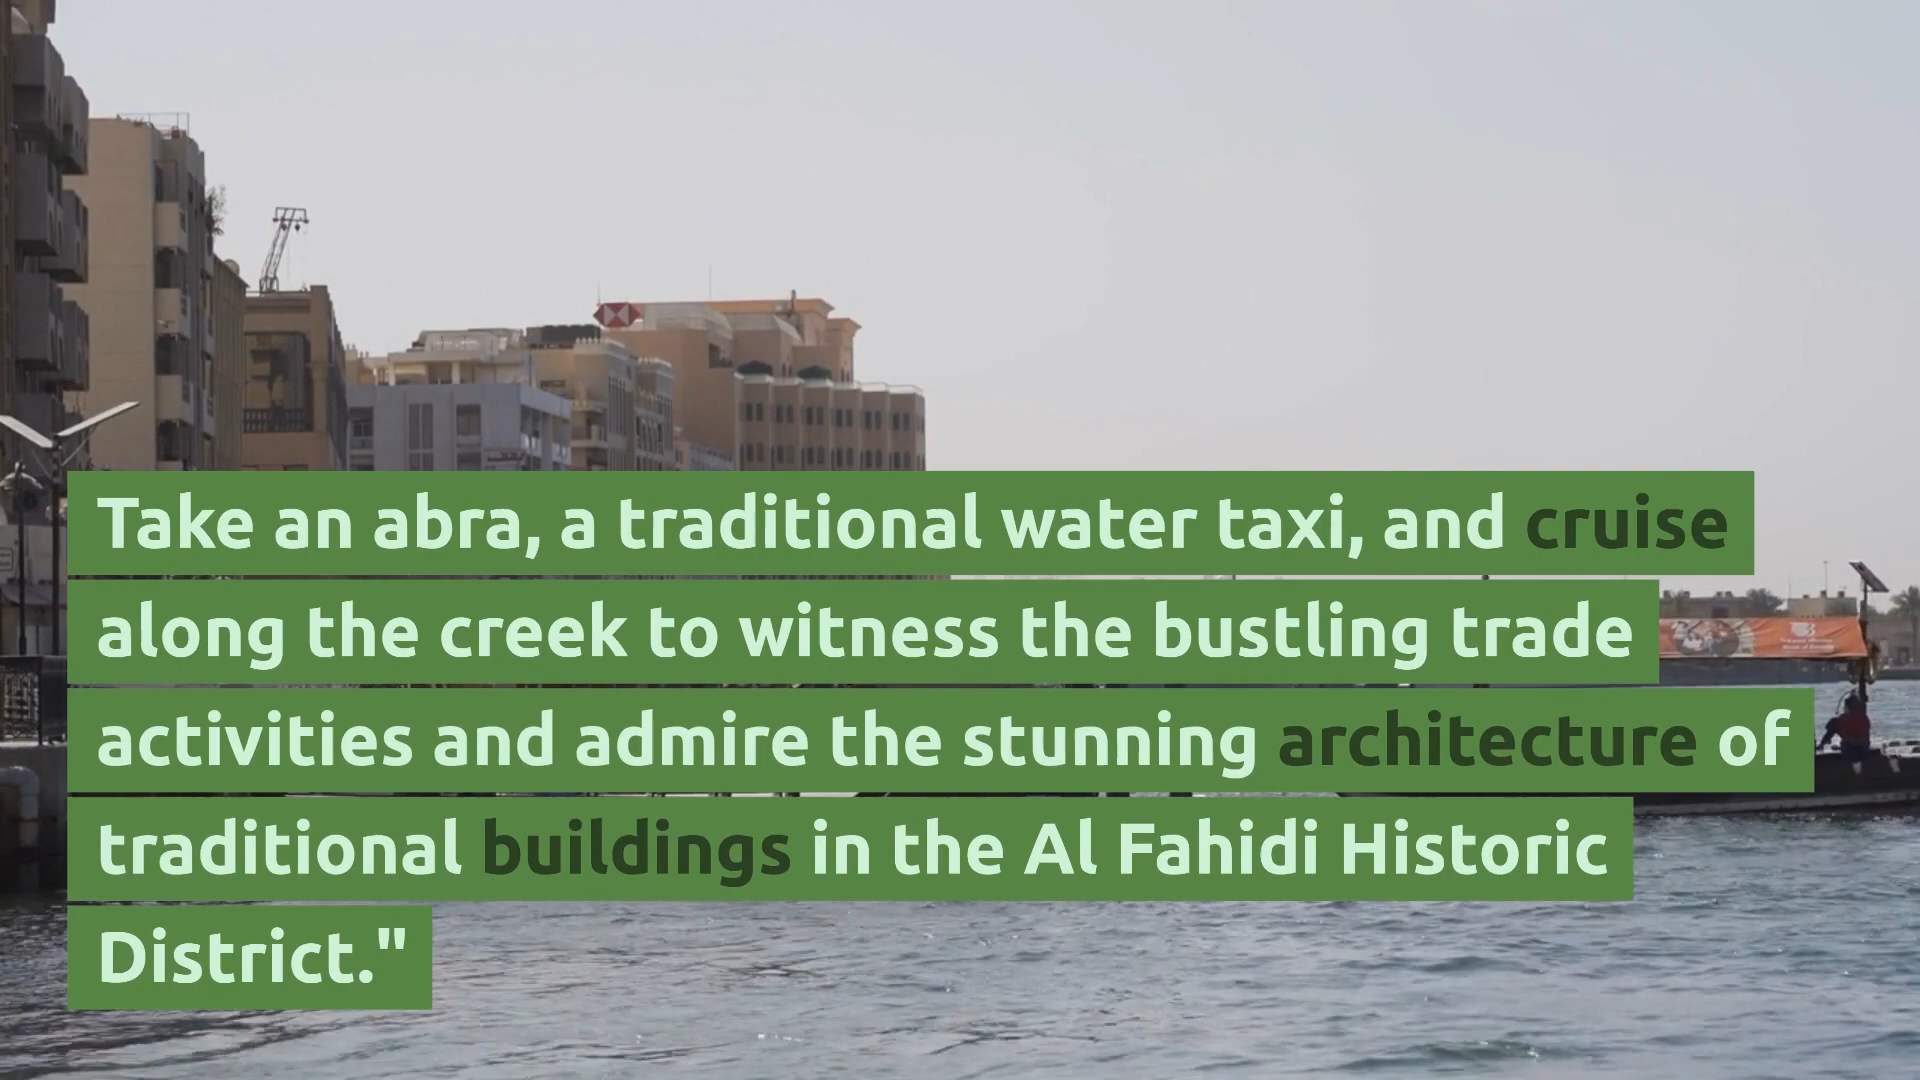 Take an abra, a traditional water taxi, and cruise
along the creek to witness the bustling trade
activities and admire the stunning architecture of
traditional buildings in the Al Fahidi Historic
District."